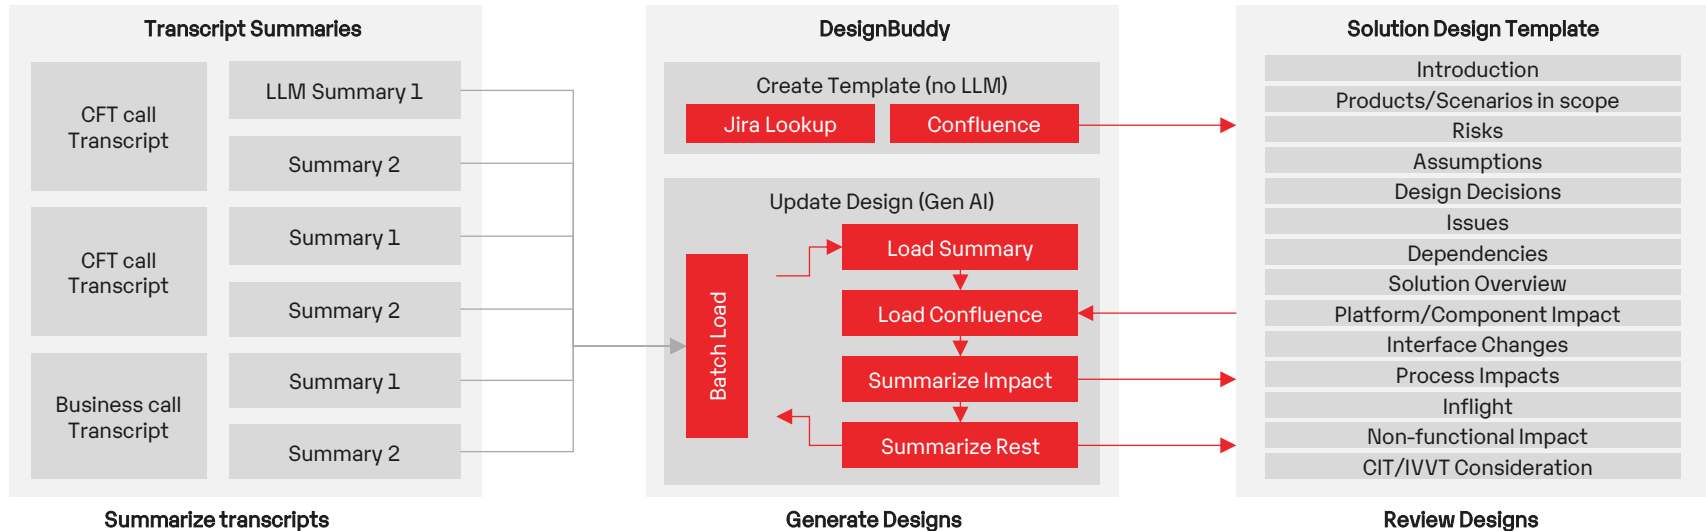 Transcript Summaries
CFT call
Transcript
LLM Summary 1
Summary 2
CFT call
Transcript
Summary 1
Summary 2
Business call
Transcript
Summary 1
Summary 2
Summarize transcripts
DesignBuddy
Create Template (no LLM)
Jira Lookup
Confluence
Update Design (Gen AI)
Batch Load
Load Summary
Load Confluence
Summarize Impact
Summarize Rest
Generate Designs
Solution Design Template
Introduction
Products/Scenarios in scope
Risks
Assumptions
Design Decisions
Issues
Dependencies
Solution Overview
Platform/Component Impact
Interface Changes
Process Impacts
Inflight
Non-functional Impact
CIT/IVVT Consideration
Review Designs